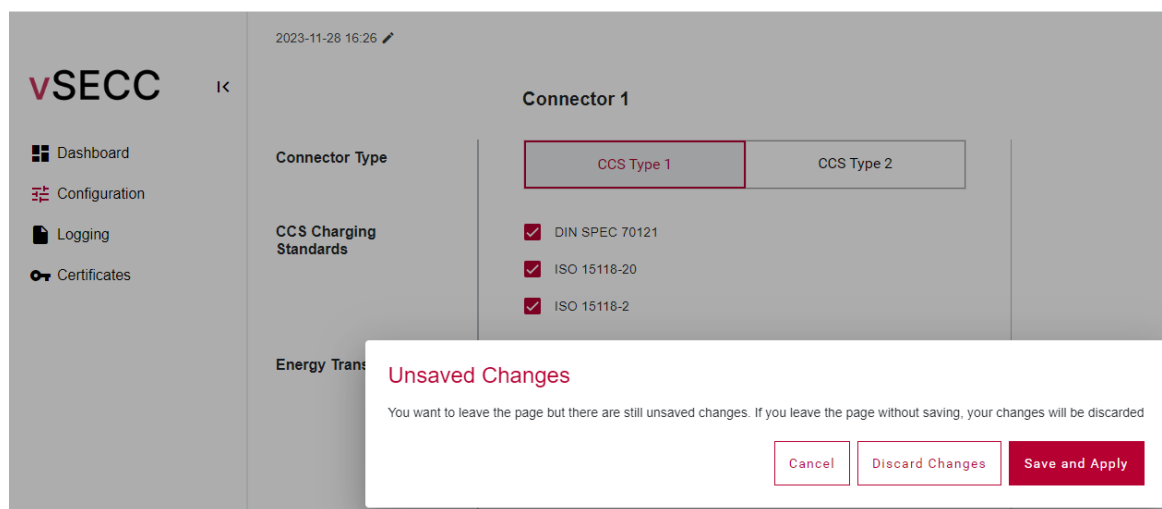 2023-11-28 16:26
vSECC
Connector 1
Dashboard
Connector Type
CCS Type 1
CCS Type 2
Configuration
Logging
CCS Charging
Standards
DIN SPEC 70121
ISO 15118-20
Certificates
ISO 15118-2
Energy Trans
Unsaved Changes
You want to leave the page but there are still unsaved changes. If you leave the page without saving, your changes will be discarded
Cancel
Discard Changes
Save and Apply